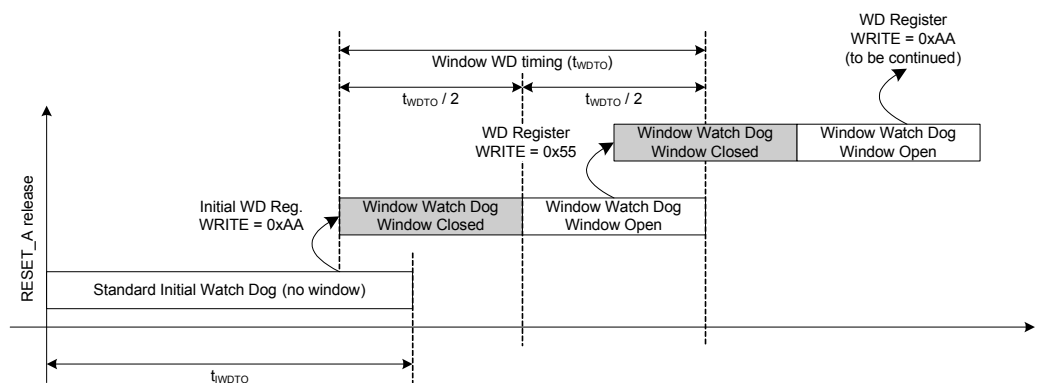 WD Register
WRITE = 0xAA
(to be continued)
Window WD timing (tWDTO)
tWDTO / 2
tWDTO / 2
WD Register
WRITE = 0x55
Window Watch Dog
Window Closed
Window Watch Dog
Window Open
Initial WD Reg.
WRITE = 0xAA
Window Watch Dog
Window Closed
Window Watch Dog
Window Open
RESET_A release
Standard Initial Watch Dog (no window)
tIWDTO